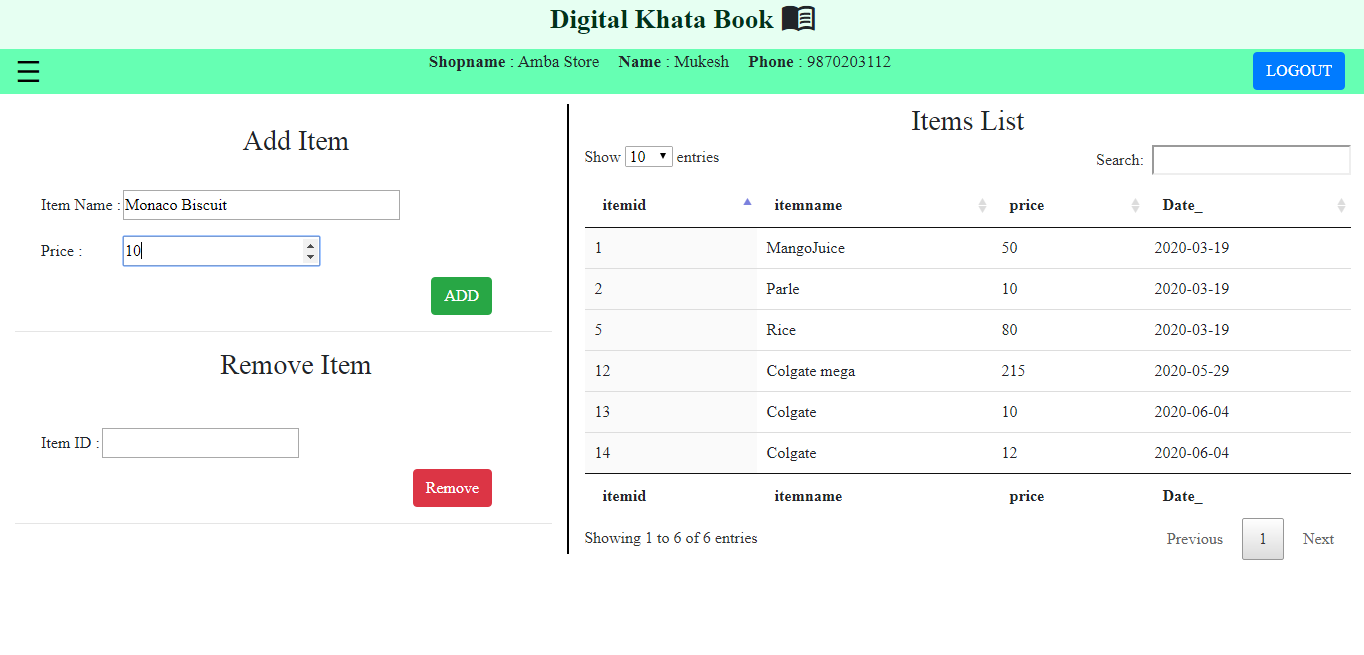 Digital Khata Book
Shopname : Amba Store Name : Mukesh Phone : 9870203112
LOGOUT
Add Item
Item Name : Monaco Biscuit
Price : 10
ADD
Remove Item
Item ID :
Remove
Items List
Show 10 entries
Search:
itemid itemname price Date_
1 MangoJuice 50 2020-03-19
2 Parle 10 2020-03-19
5 Rice 80 2020-03-19
12 Colgate mega 215 2020-05-29
13 Colgate 10 2020-06-04
14 Colgate 12 2020-06-04
itemid itemname price Date_
Showing 1 to 6 of 6 entries
Previous 1 Next